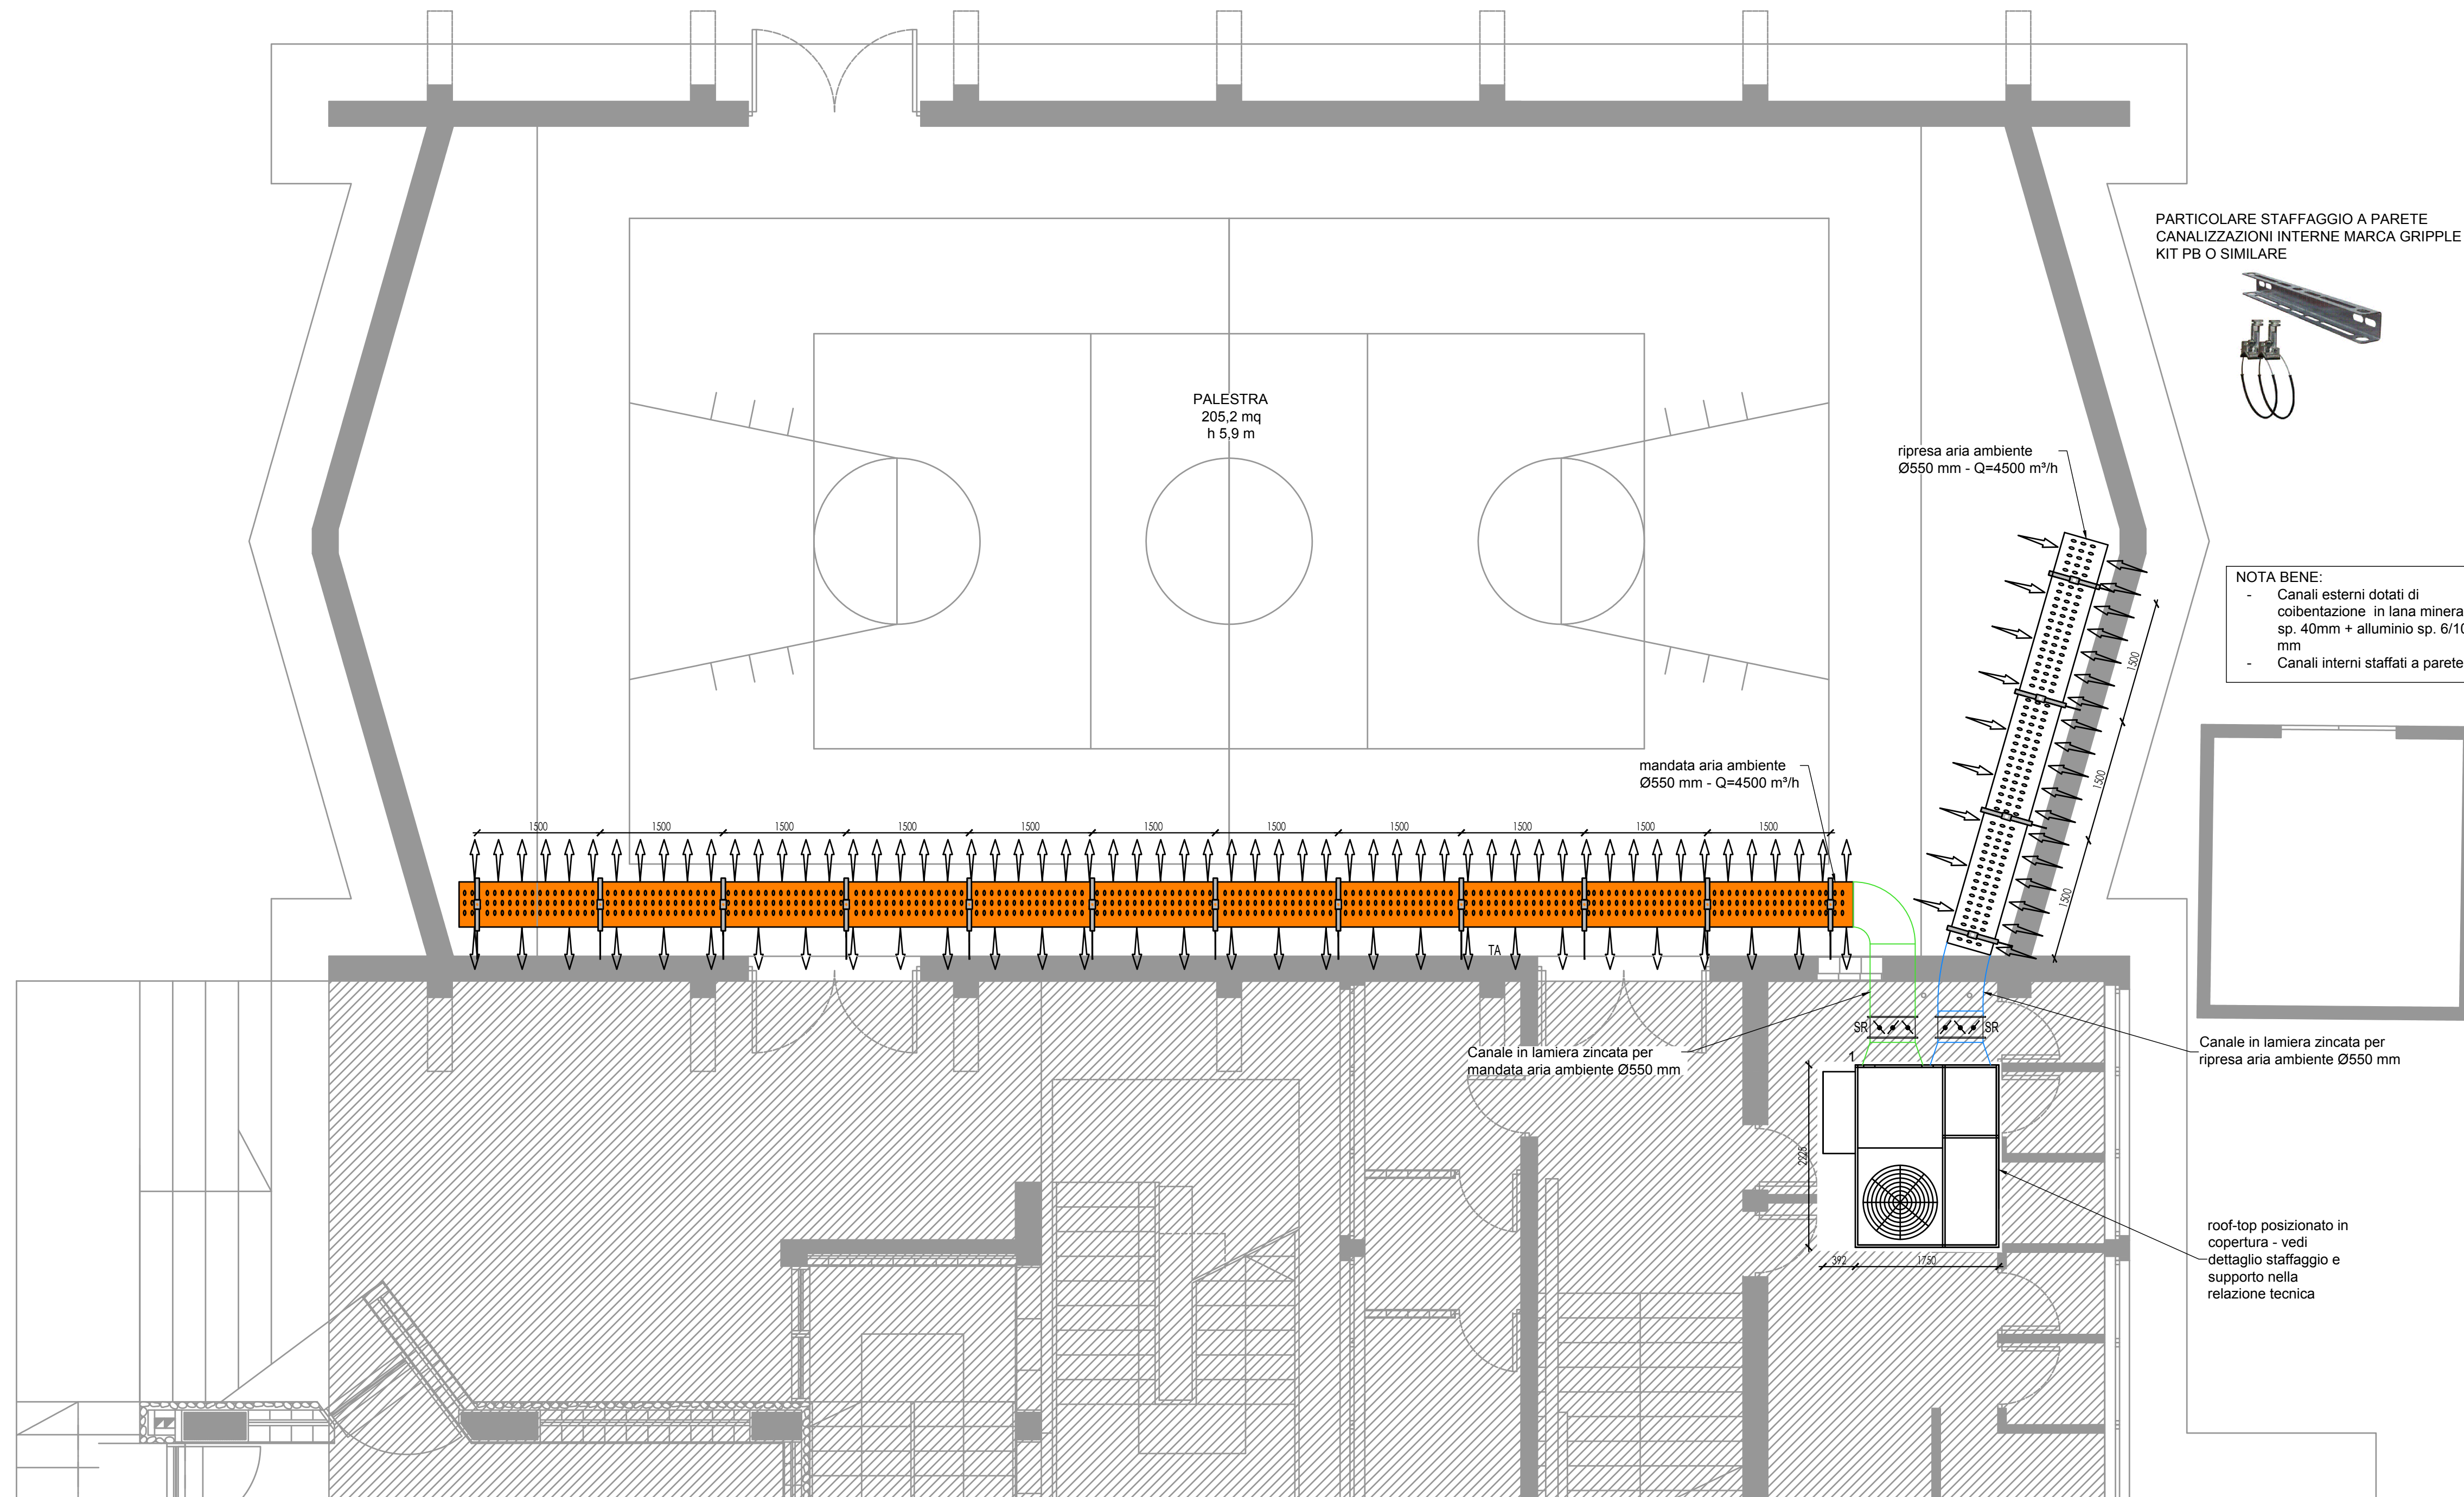 PARTICOLARE STAFFAGGIO A PARETE
CANALIZZAZIONI INTERNE MARCA GRIPPLE
KIT PB O SIMILARE
PALESTRA
205,2 mq
h 5,9 m
ripresa aria ambiente
Ø550 mm - Q=4500 m³/h
NOTA BENE:
- Canali esterni dotati di
coibentazione in lana minera
sp. 40mm + alluminio sp. 6/10
mm
- Canali interni staffati a parete
1500
1500
1500
mandata aria ambiente
Ø550 mm - Q=4500 m³/h
1500
1500
1500
1500
1500
1500
1500
1500
1500
1500
1500
TA
SR
SR
Canale in lamiera zincata per
mandata aria ambiente Ø550 mm
Canale in lamiera zincata per
ripresa aria ambiente Ø550 mm
1
2225
392
1750
roof-top posizionato in
copertura - vedi
dettaglio staffaggio e
supporto nella
relazione tecnica